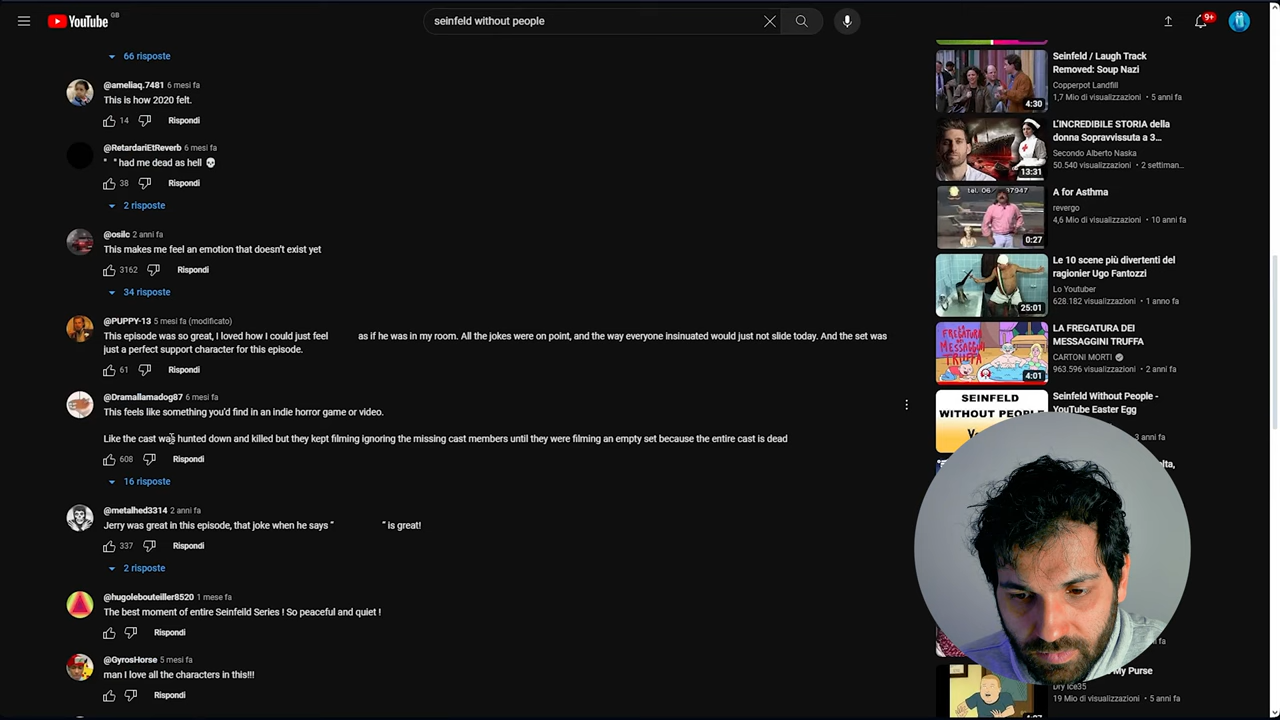 YouTube GB
seinfeld without people
9+
66 risposte
@ameliaq.7481 6 mesi fa
This is how 2020 felt.
14 Rispondi
@RetardariEtReverb 6 mesi fa
" " had me dead as hell 💀
38 Rispondi
2 risposte
@osilc 2 anni fa
This makes me feel an emotion that doesn't exist yet
3162 Rispondi
34 risposte
@PUPPY-13 5 mesi fa (modificato)
This episode was so great, I loved how I could just feel as if he was in my room. All the jokes were on point, and the way everyone insinuated would just not slide today. And the set was
just a perfect support character for this episode.
61 Rispondi
@Dramallamadog87 6 mesi fa
This feels like something you'd find in an indie horror game or video.
Like the cast was hunted down and killed but they kept filming ignoring the missing cast members until they were filming an empty set because the entire cast is dead
608 Rispondi
16 risposte
@metalhed3314 2 anni fa
Jerry was great in this episode, that joke when he says “ ” is great!
337 Rispondi
2 risposte
@hugolebouteiller8520 1 mese fa
The best moment of entire Seinfeild Series ! So peaceful and quiet !
Rispondi
@GyrosHorse 5 mesi fa
man I love all the characters in this!!!
Rispondi
Seinfeld / Laugh Track
Removed: Soup Nazi
Copperpot Landfill
1,7 Mio di visualizzazioni • 5 anni fa
4:30
L'INCREDIBILE STORIA della
donna Sopravvissuta a 3...
Secondo Alberto Naska
50.540 visualizzazioni • 2 settiman...
13:31
A for Asthma
revergo
4,6 Mio di visualizzazioni • 10 anni fa
0:27
Le 10 scene più divertenti del
ragionier Ugo Fantozzi
Lo Youtuber
628.182 visualizzazioni • 1 anno fa
25:01
LA FREGATURA DEI
MESSAGGINI TRUFFA
CARTONI MORTI
963.596 visualizzazioni • 2 anni fa
4:01
SEINFELD
WITHOUT PEOPLE
Seinfeld Without People -
YouTube Easter Egg
3 anni fa
My Purse
Dry Ice35
19 Mio di visualizzazioni • 5 anni fa